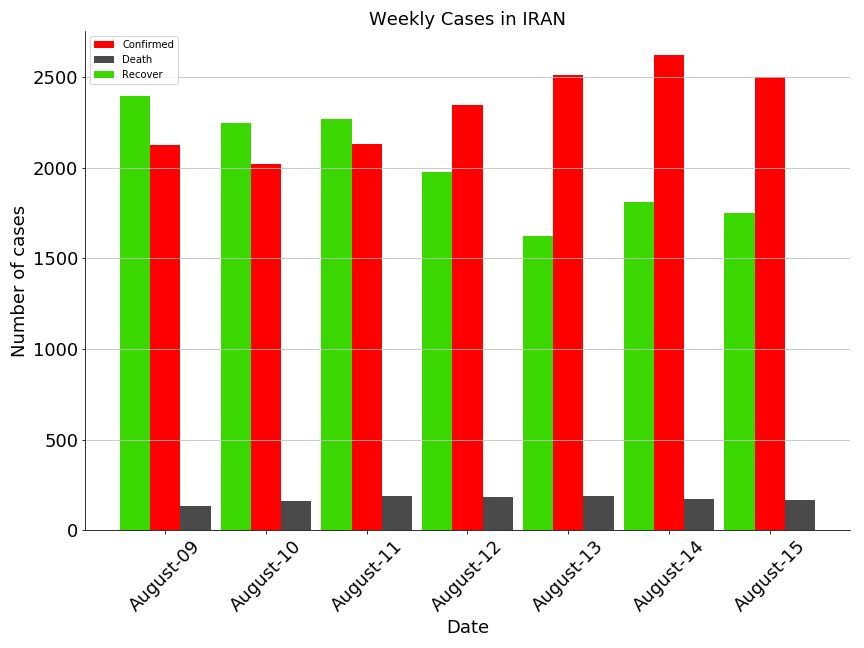 Weekly Cases in IRAN
Confirmed
Death
Recover
Number of cases
2500
2000
1500
1000
500
0
August-09
August-10
August-11
August-12
August-13
August-14
August-15
Date